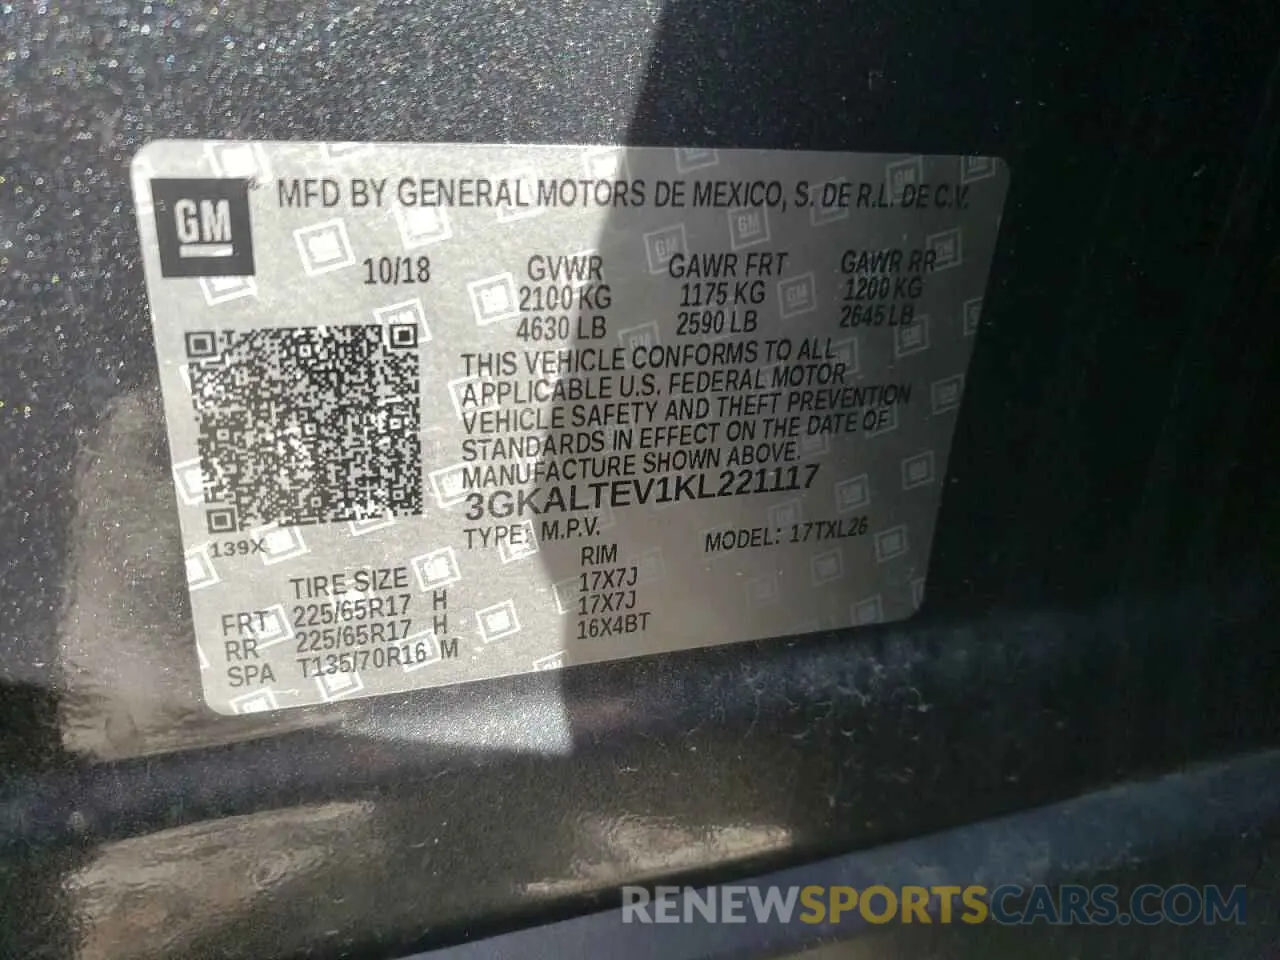 GM
MFD BY GENERAL MOTORS DE MEXICO, S. DE R.L. DE C.V.
10/18
GVWR GAWR FRT GAWR RR
2100 KG 1175 KG 1200 KG
4630 LB 2590 LB 2645 LB
THIS VEHICLE CONFORMS TO ALL
APPLICABLE U.S. FEDERAL MOTOR
VEHICLE SAFETY AND THEFT PREVENTION
STANDARDS IN EFFECT ON THE DATE OF
MANUFACTURE SHOWN ABOVE.
3GKALTEV1KL221117
TYPE: M.P.V. MODEL: 17TXL26
139X
TIRE SIZE RIM
FRT 225/65R17 H 17X7J
RR 225/65R17 H 17X7J
SPA T135/70R16 M 16X4BT
RENEWSPORTSCARS.COM